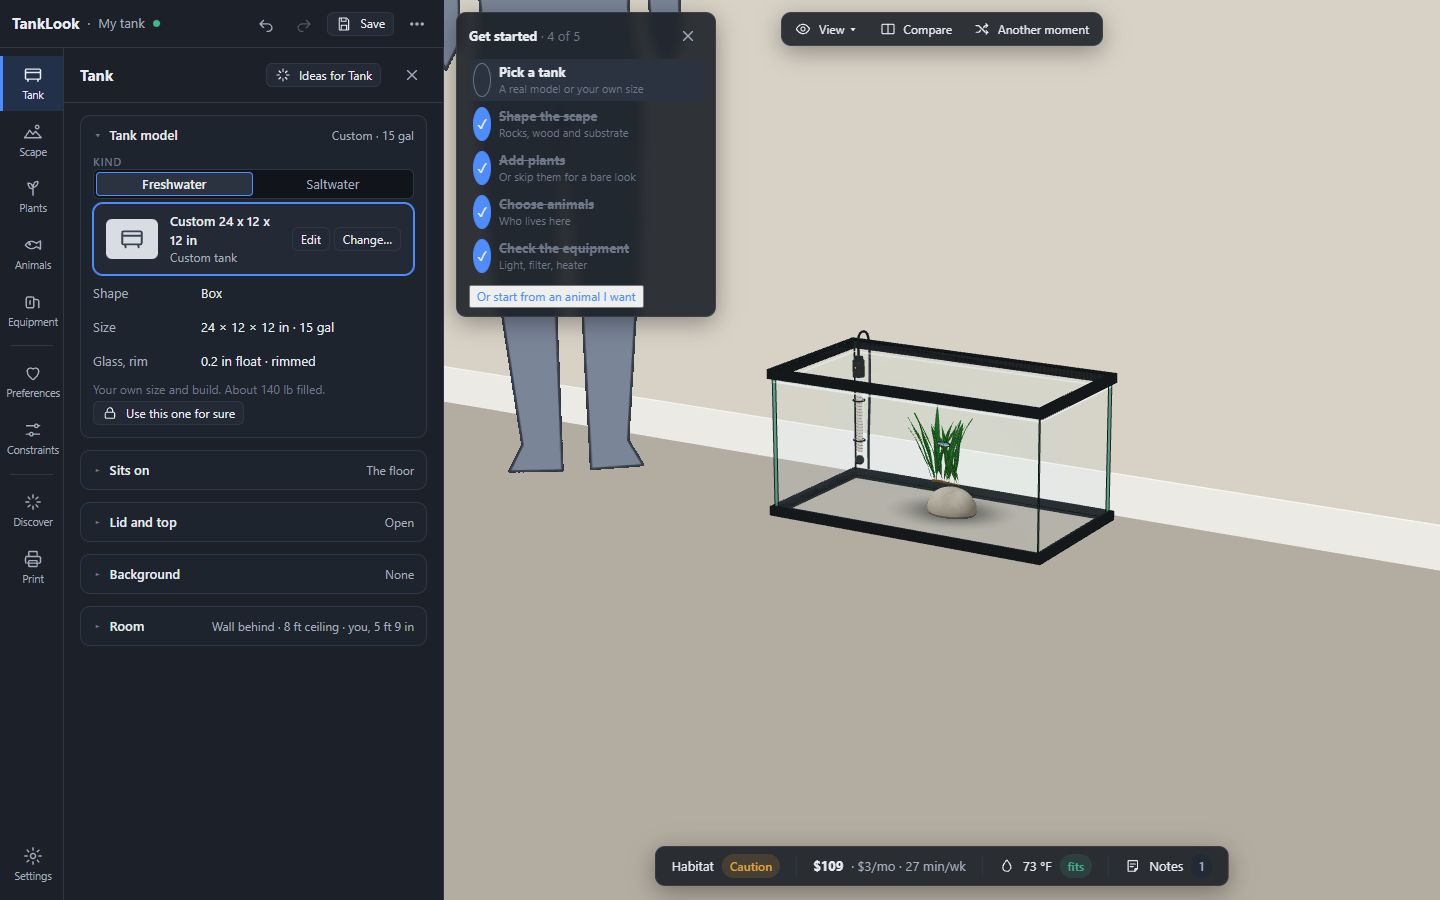 TankLook · My tank
Save
Tank
Scape
Plants
Animals
Equipment
Preferences
Constraints
Discover
Print
Settings
Tank
Ideas for Tank
Tank model
Custom · 15 gal
KIND
Freshwater
Saltwater
Custom 24 x 12 x
12 in
Custom tank
Edit
Change...
Shape
Box
Size
24 × 12 × 12 in · 15 gal
Glass, rim
0.2 in float · rimmed
Your own size and build. About 140 lb filled.
Use this one for sure
Sits on
The floor
Lid and top
Open
Background
None
Room
Wall behind · 8 ft ceiling · you, 5 ft 9 in
Get started · 4 of 5
Pick a tank
A real model or your own size
Shape the scape
Rocks, wood and substrate
Add plants
Or skip them for a bare look
Choose animals
Who lives here
Check the equipment
Light, filter, heater
Or start from an animal I want
View
Compare
Another moment
Habitat
Caution
$109 · $3/mo · 27 min/wk
73 °F
fits
Notes
1